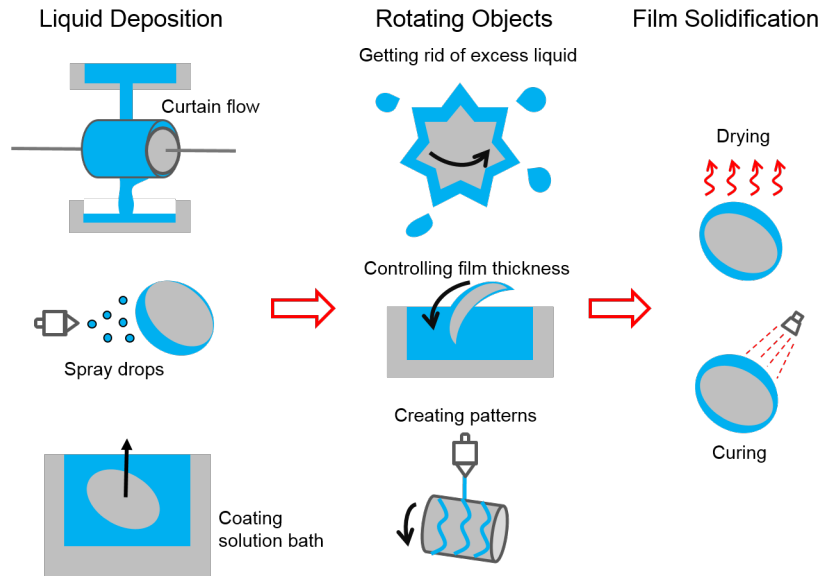 Liquid Deposition
Curtain flow
Spray drops
Coating
solution bath
Rotating Objects
Getting rid of excess liquid
Controlling film thickness
Creating patterns
Film Solidification
Drying
Curing